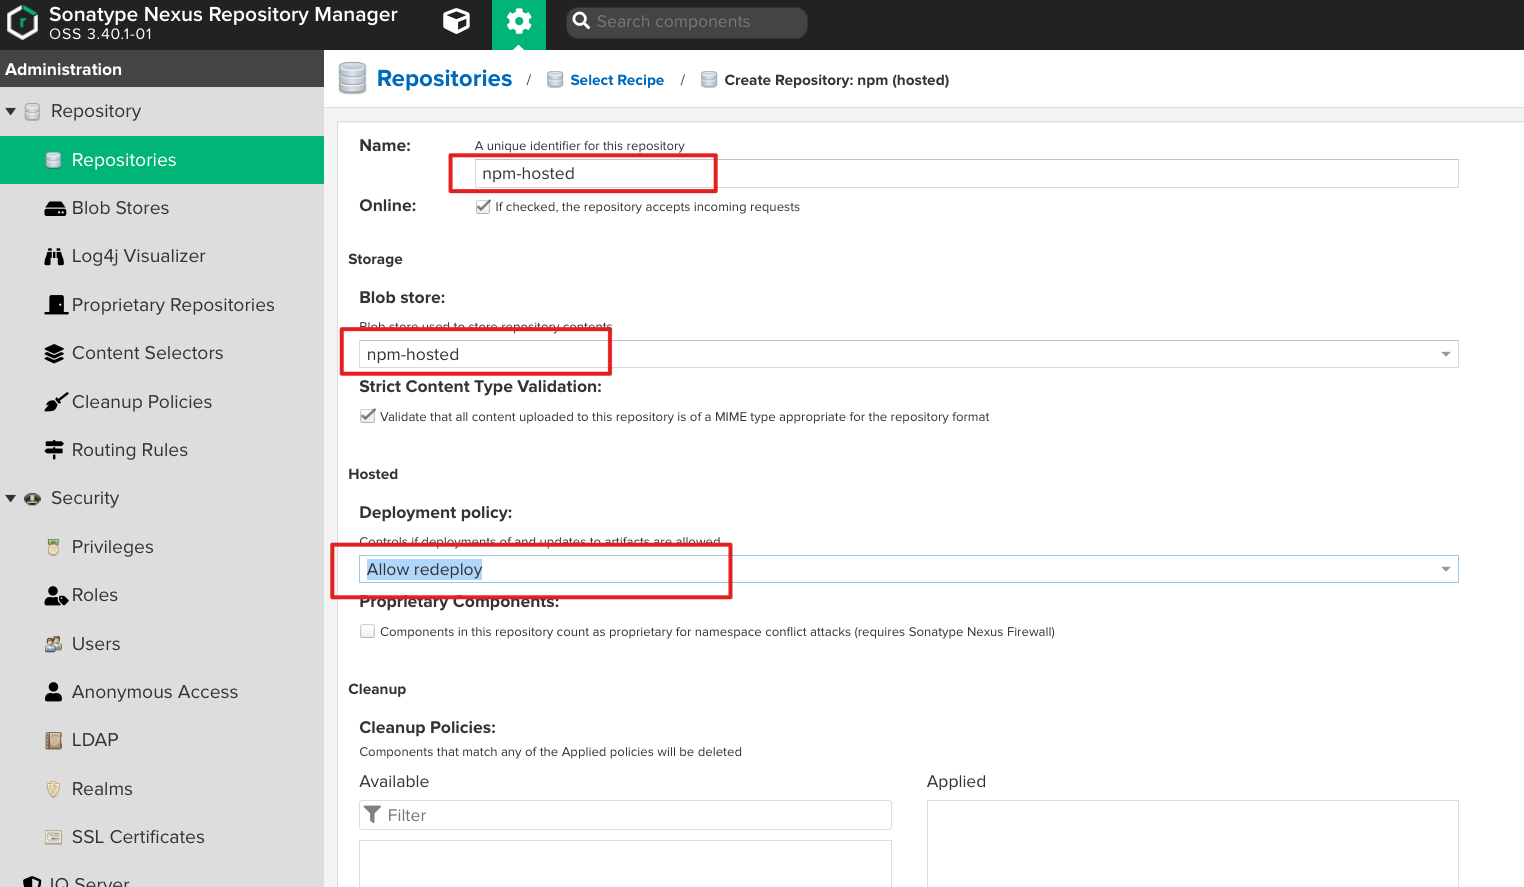 Sonatype Nexus Repository Manager
OSS 3.40.1-01
Search components
Administration
Repository
Repositories
Blob Stores
Log4j Visualizer
Proprietary Repositories
Content Selectors
Cleanup Policies
Routing Rules
Security
Privileges
Roles
Users
Anonymous Access
LDAP
Realms
SSL Certificates
IQ Server
Repositories / Select Recipe / Create Repository: npm (hosted)
Name: A unique identifier for this repository
npm-hosted
Online: If checked, the repository accepts incoming requests
Storage
Blob store:
Blob store used to store repository contents
npm-hosted
Strict Content Type Validation:
Validate that all content uploaded to this repository is of a MIME type appropriate for the repository format
Hosted
Deployment policy:
Controls if deployments of and updates to artifacts are allowed
Allow redeploy
Proprietary Components:
Components in this repository count as proprietary for namespace conflict attacks (requires Sonatype Nexus Firewall)
Cleanup
Cleanup Policies:
Components that match any of the Applied policies will be deleted
Available Applied
Filter